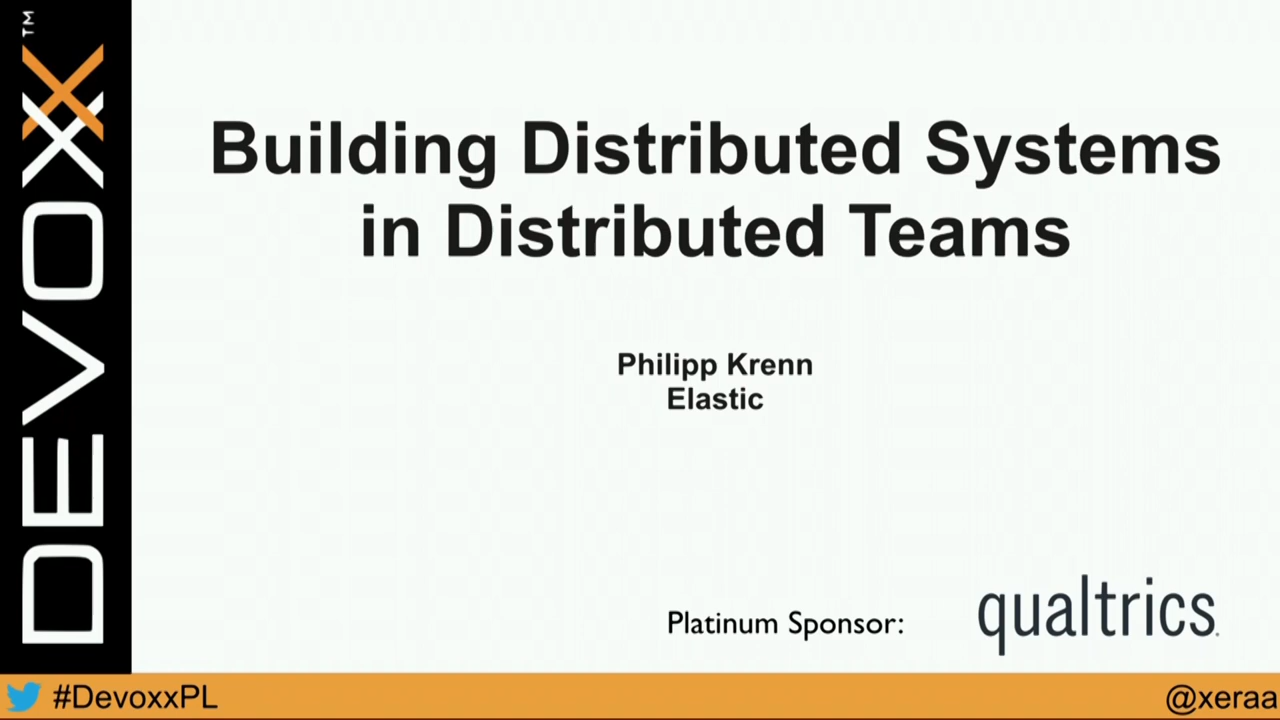 DEVOXX™
Building Distributed Systems
in Distributed Teams
Philipp Krenn
Elastic
Platinum Sponsor:
qualtrics.
#DevoxxPL
@xeraa